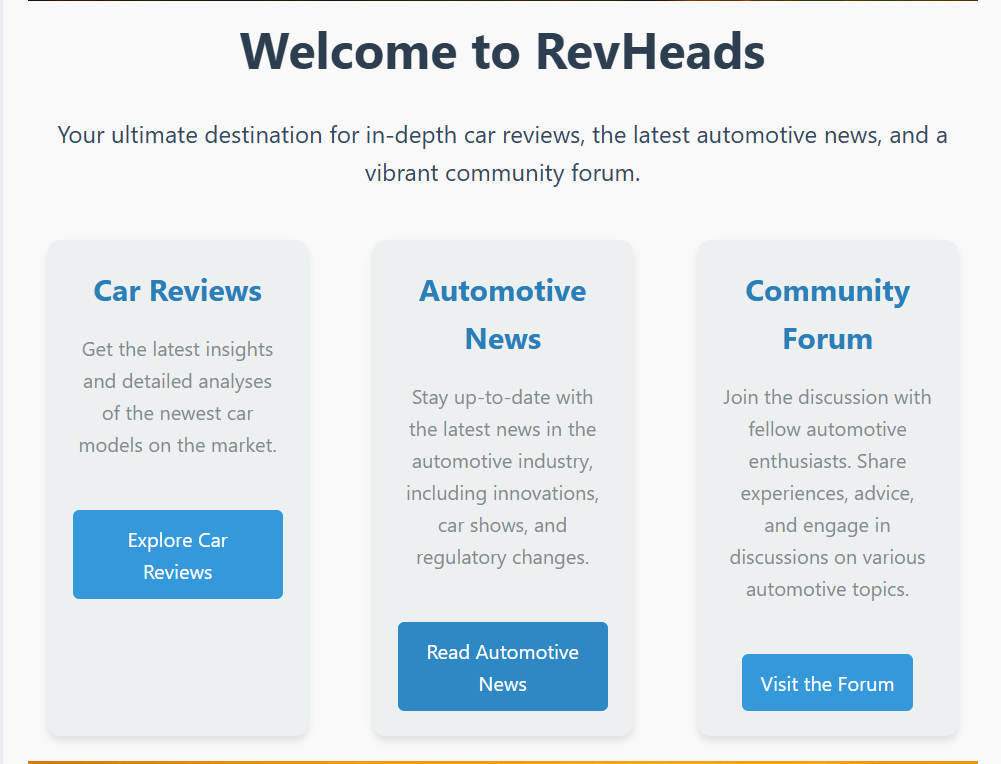 Welcome to RevHeads
Your ultimate destination for in-depth car reviews, the latest automotive news, and a
vibrant community forum.
Car Reviews
Get the latest insights
and detailed analyses
of the newest car
models on the market.
Explore Car
Reviews
Automotive
News
Stay up-to-date with
the latest news in the
automotive industry,
including innovations,
car shows, and
regulatory changes.
Read Automotive
News
Community
Forum
Join the discussion with
fellow automotive
enthusiasts. Share
experiences, advice,
and engage in
discussions on various
automotive topics.
Visit the Forum